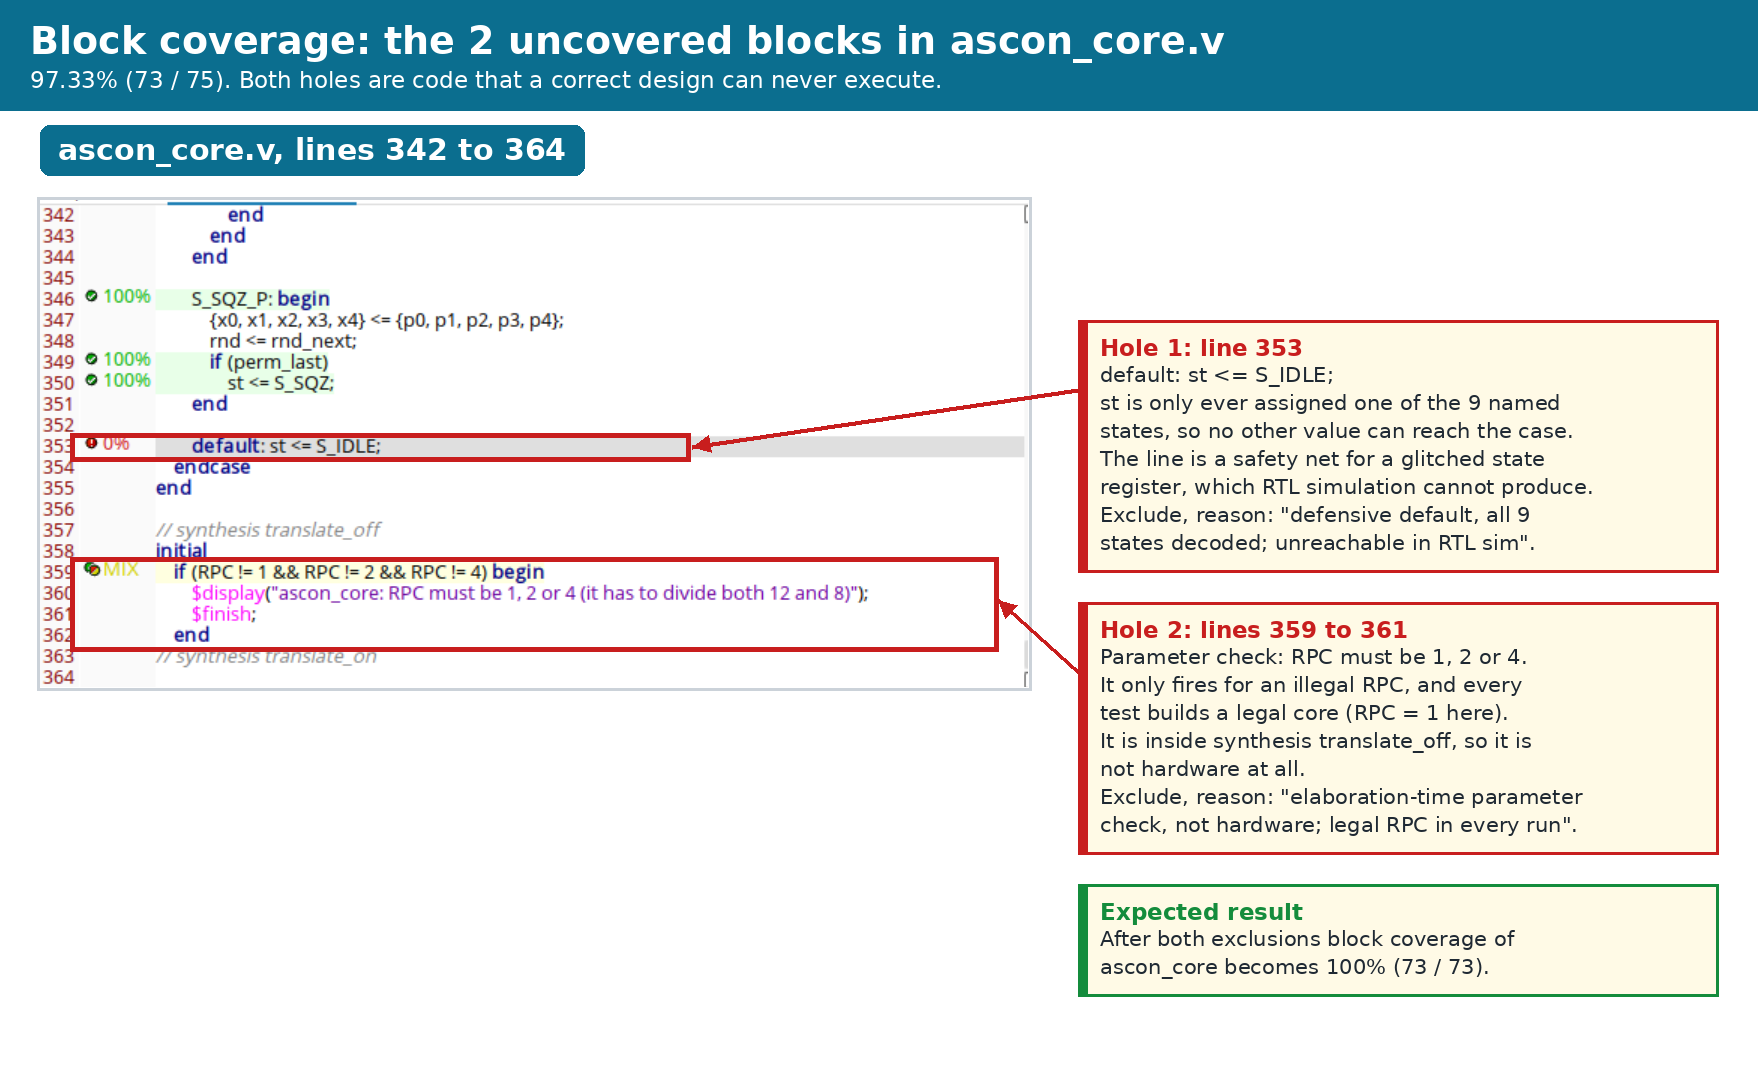 Block coverage: the 2 uncovered blocks in ascon_core.v
97.33% (73 / 75). Both holes are code that a correct design can never execute.
ascon_core.v, lines 342 to 364
342 end
343 end
344 end
345
346 100% S_SQZ_P: begin
347 {x0, x1, x2, x3, x4} <= {p0, p1, p2, p3, p4};
348 rnd <= rnd_next;
349 100% if (perm_last)
350 100% st <= S_SQZ;
351 end
352
353 0% default: st <= S_IDLE;
354 endcase
355 end
356
357 // synthesis translate_off
358 initial
359 MIX if (RPC != 1 && RPC != 2 && RPC != 4) begin
360 $display("ascon_core: RPC must be 1, 2 or 4 (it has to divide both 12 and 8)");
361 $finish;
362 end
363 // synthesis translate_on
364
Hole 1: line 353
default: st <= S_IDLE;
st is only ever assigned one of the 9 named
states, so no other value can reach the case.
The line is a safety net for a glitched state
register, which RTL simulation cannot produce.
Exclude, reason: "defensive default, all 9
states decoded; unreachable in RTL sim".
Hole 2: lines 359 to 361
Parameter check: RPC must be 1, 2 or 4.
It only fires for an illegal RPC, and every
test builds a legal core (RPC = 1 here).
It is inside synthesis translate_off, so it is
not hardware at all.
Exclude, reason: "elaboration-time parameter
check, not hardware; legal RPC in every run".
Expected result
After both exclusions block coverage of
ascon_core becomes 100% (73 / 73).